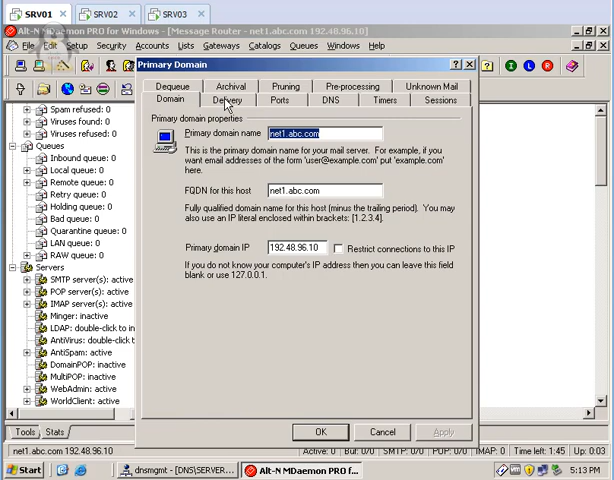 SRV01 × SRV02 × SRV03 ×
Alt-N MDaemon PRO for Windows - [Message Router - net1.abc.com 192.48.96.10]
File Edit Setup Security Accounts Lists Gateways Catalogs Queues Windows Help
Primary Domain
Dequeue Archival Pruning Pre-processing Unknown Mail
Domain Delivery Ports DNS Timers Sessions
Primary domain properties
Primary domain name net1.abc.com
This is the primary domain name for your mail server. For example, if you
want email addresses of the form 'user@example.com' put 'example.com'
here.
FQDN for this host net1.abc.com
Fully qualified domain name for this host (minus the trailing period). You may
also use an IP literal enclosed within brackets: [1.2.3.4].
Primary domain IP 192.48.96.10 Restrict connections to this IP
If you do not know your computer's IP address then you can leave this field
blank or use 127.0.0.1.
OK Cancel Apply
Spam refused: 0
Viruses found: 0
Viruses refused: 0
Queues
Inbound queue: 0
Local queue: 0
Remote queue: 0
Retry queue: 0
Holding queue: 0
Bad queue: 0
Quarantine queue: 0
LAN queue: 0
RAW queue: 0
Servers
SMTP server(s): active
POP server(s): active
IMAP server(s): active
Minger: inactive
LDAP: double-click to in
AntiVirus: double-click to
AntiSpam: active
DomainPOP: inactive
MultiPOP: inactive
WebAdmin: active
WorldClient: active
Tools Stats
net1.abc.com 192.48.96.10 Active: 0 Buf: 0/0 SMTP: 0/0 POP: 0/0 IMAP: 0 Time left: 1:45 Up: 0:03
Start dnsmgmt - [DNS\SERVER... Alt-N MDaemon PRO f... 5:13 PM